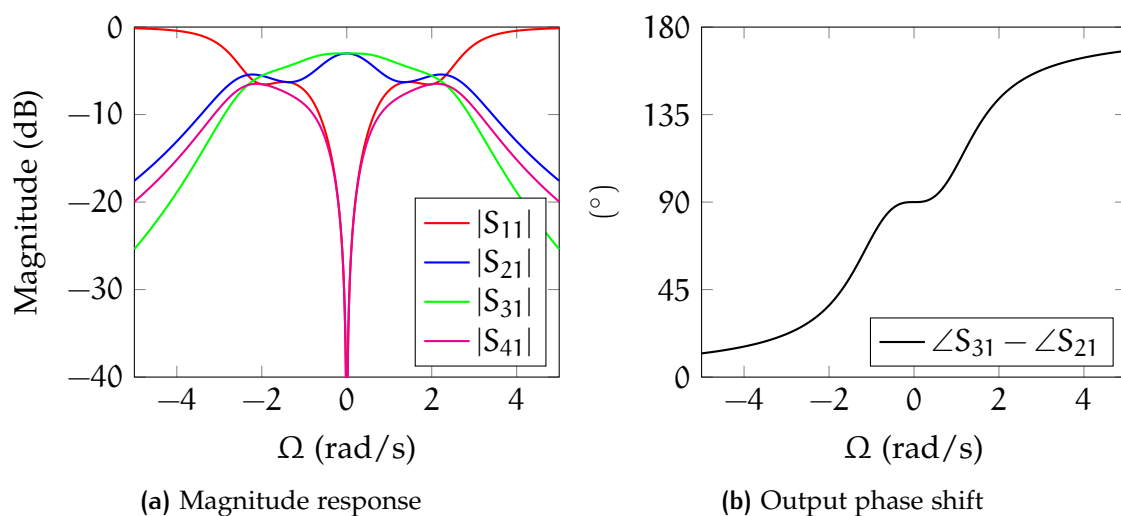 Magnitude (dB)
0
−10
−20
−30
−40
|S11|
|S21|
|S31|
|S41|
−4 −2 0 2 4
Ω (rad/s)
(a) Magnitude response
(°)
180
135
90
45
0
∠S31 − ∠S21
−4 −2 0 2 4
Ω (rad/s)
(b) Output phase shift